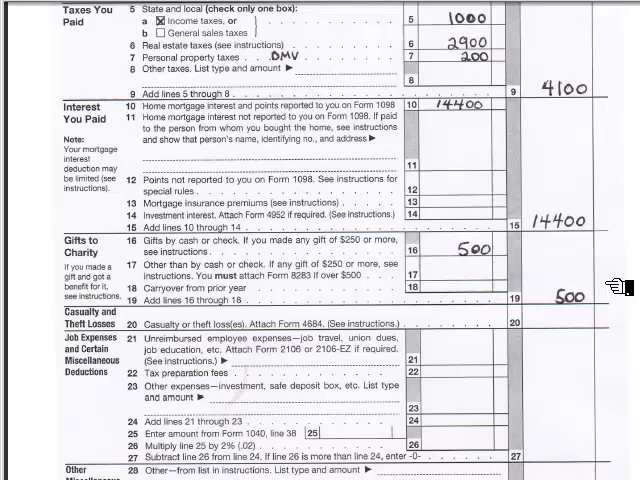 Taxes You Paid
5 State and local (check only one box):
a ☒ Income taxes, or
b ☐ General sales taxes
5 1000
6 Real estate taxes (see instructions) . . . . . . . . . 6 2900
7 Personal property taxes . . . DMV . . . . . . . 7 200
8 Other taxes. List type and amount ▶
8
9 Add lines 5 through 8 . . . . . . . . . . . . . . . . 9 4100
Interest You Paid
Note:
Your mortgage
interest
deduction may
be limited (see
instructions).
10 Home mortgage interest and points reported to you on Form 1098 10 14400
11 Home mortgage interest not reported to you on Form 1098. If paid
to the person from whom you bought the home, see instructions
and show that person's name, identifying no., and address ▶
11
12 Points not reported to you on Form 1098. See instructions for
special rules . . . . . . . . . . . . . . . 12
13 Mortgage insurance premiums (see instructions) . . . . . 13
14 Investment interest. Attach Form 4952 if required. (See instructions.) 14
15 Add lines 10 through 14 . . . . . . . . . . . . . . . 15 14400
Gifts to Charity
If you made a
gift and got a
benefit for it,
see instructions.
16 Gifts by cash or check. If you made any gift of $250 or more,
see instructions . . . . . . . . . . . . . . 16 500
17 Other than by cash or check. If any gift of $250 or more, see
instructions. You must attach Form 8283 if over $500 . . . 17
18 Carryover from prior year . . . . . . . . . . . 18
19 Add lines 16 through 18 . . . . . . . . . . . . . . . 19 500
Casualty and Theft Losses
20 Casualty or theft loss(es). Attach Form 4684. (See instructions.) . . . . . . . . 20
Job Expenses
and Certain
Miscellaneous
Deductions
21 Unreimbursed employee expenses—job travel, union dues,
job education, etc. Attach Form 2106 or 2106-EZ if required.
(See instructions.) ▶
21
22 Tax preparation fees . . . . . . . . . . . . . 22
23 Other expenses—investment, safe deposit box, etc. List type
and amount ▶
23
24 Add lines 21 through 23 . . . . . . . . . . . . 24
25 Enter amount from Form 1040, line 38 25
26 Multiply line 25 by 2% (.02) . . . . . . . . . . . 26
27 Subtract line 26 from line 24. If line 26 is more than line 24, enter -0- . . . . . . 27
Other
28 Other—from list in instructions. List type and amount ▶